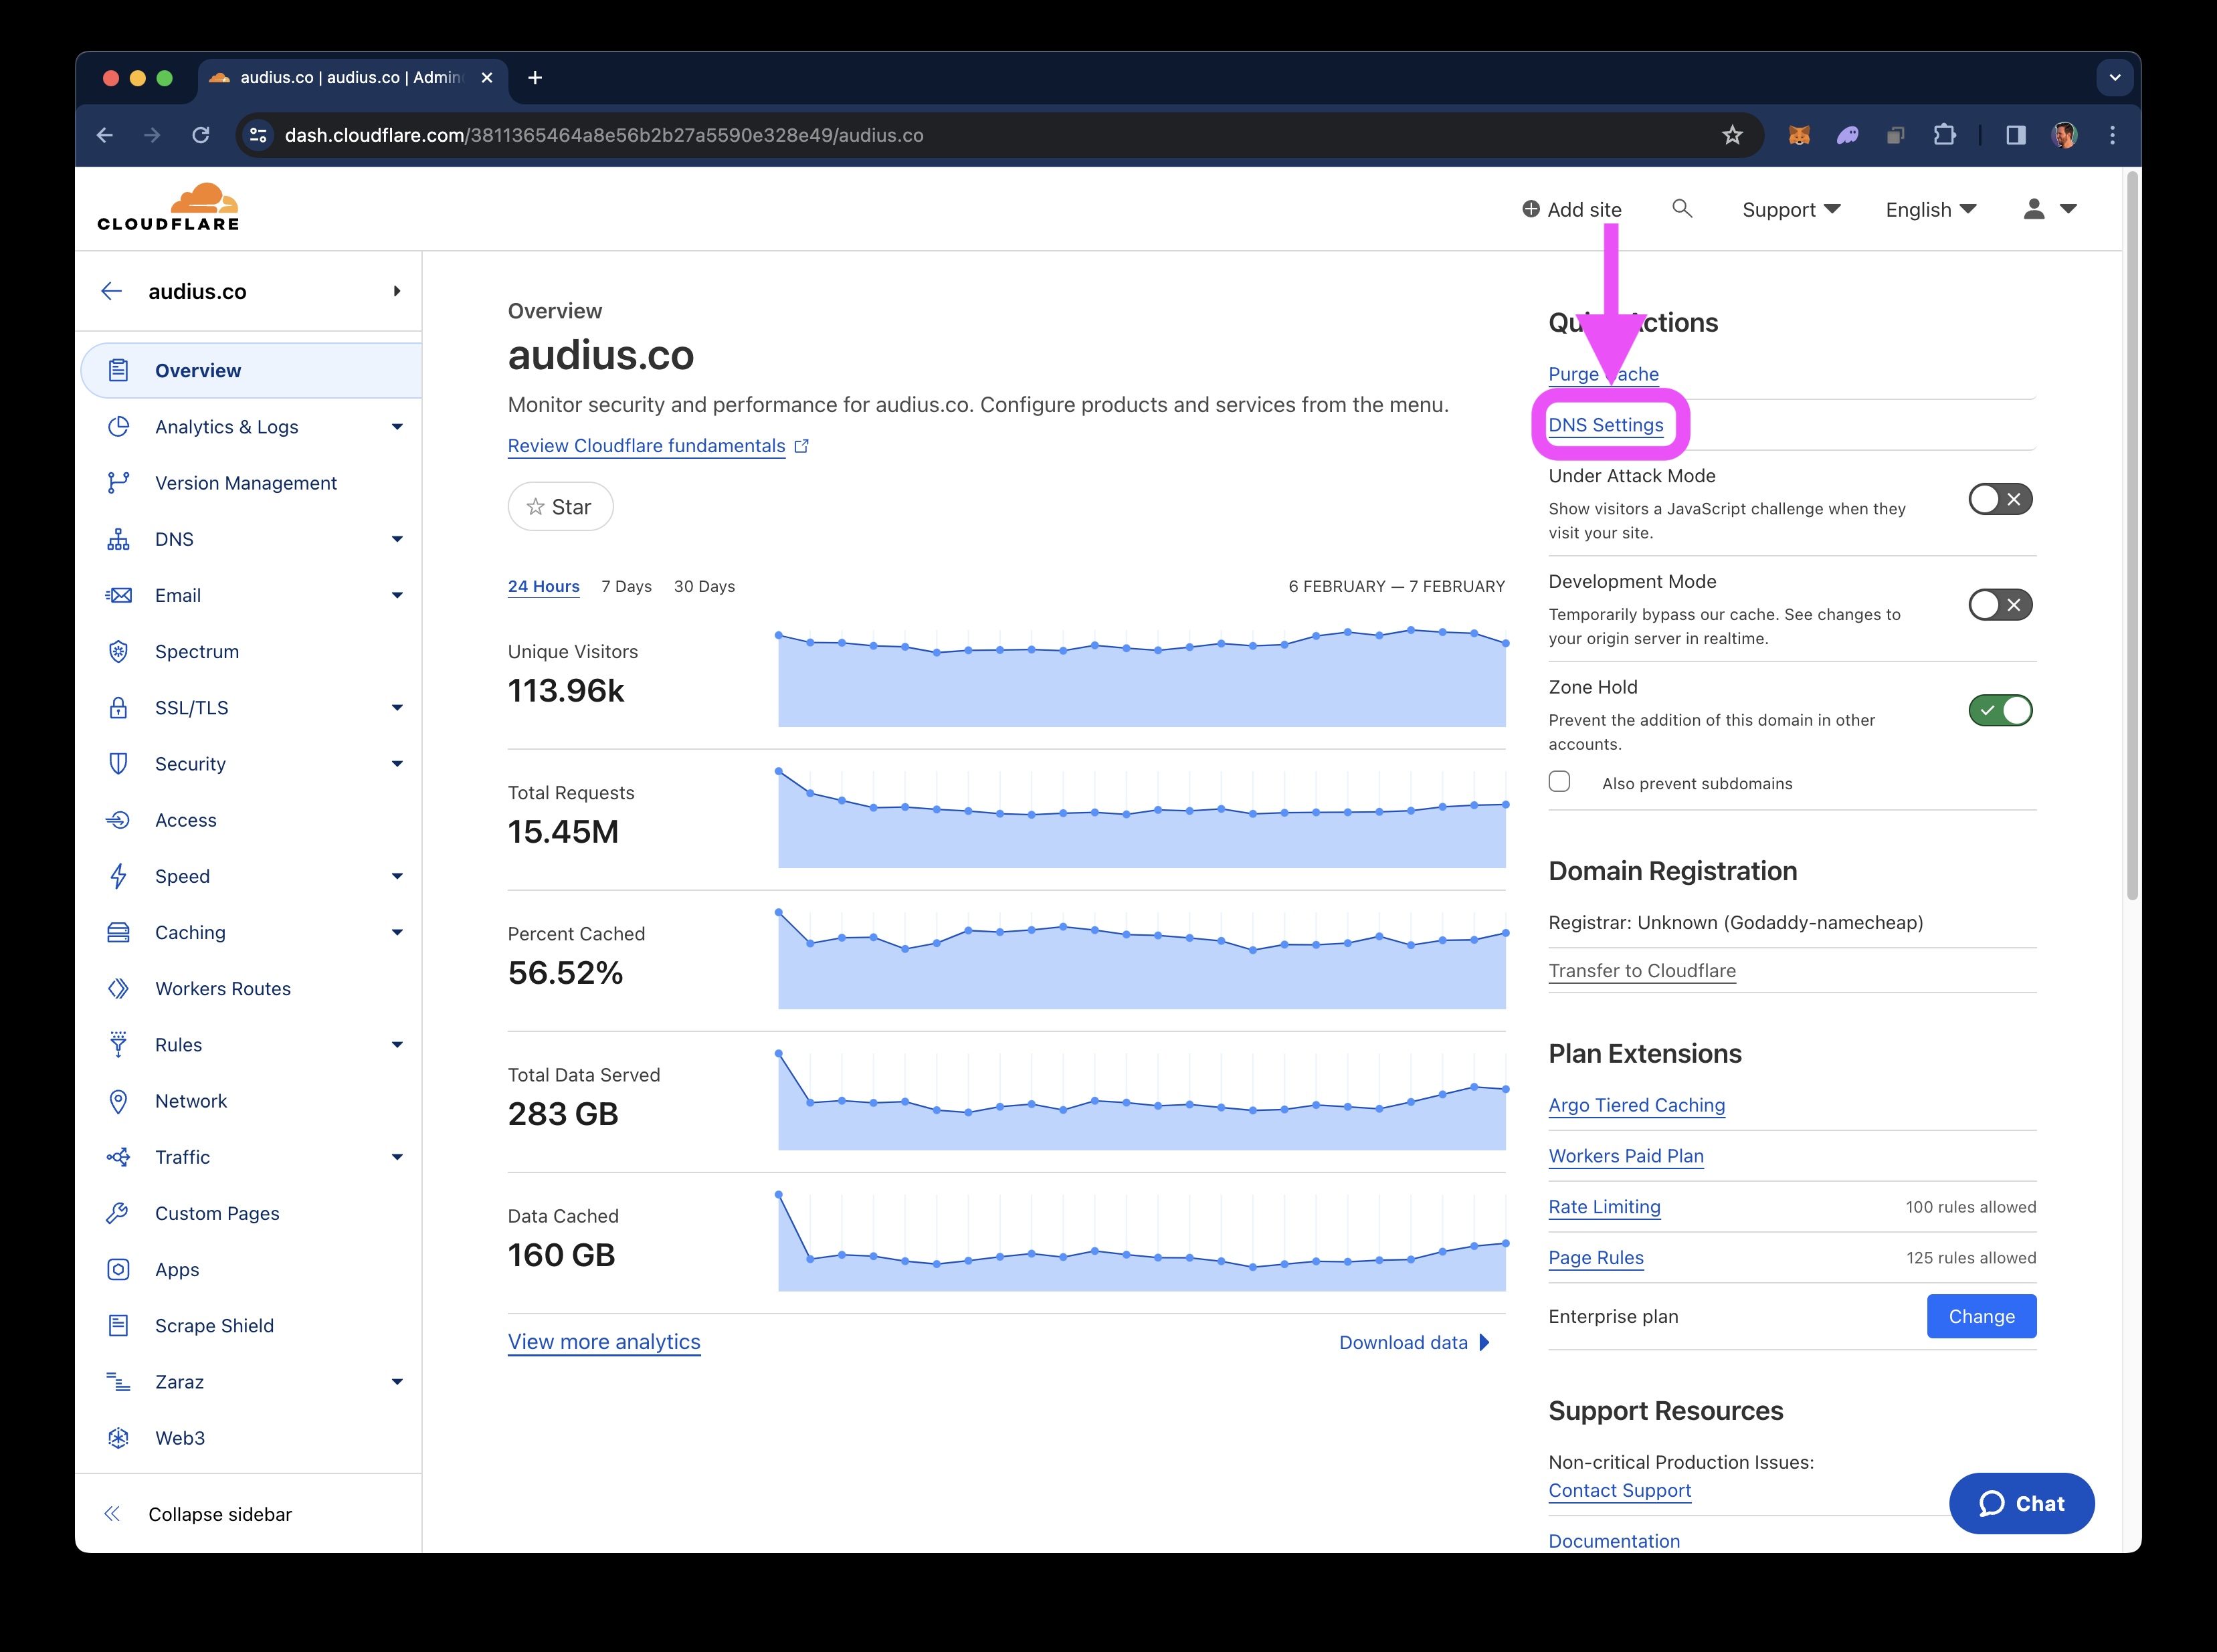 audius.co | audius.co | Admin
dash.cloudflare.com/3811365464a8e56b2b27a5590e328e49/audius.co
CLOUDFLARE
Add site
Support
English
audius.co
Overview
Analytics & Logs
Version Management
DNS
Email
Spectrum
SSL/TLS
Security
Access
Speed
Caching
Workers Routes
Rules
Network
Traffic
Custom Pages
Apps
Scrape Shield
Zaraz
Web3
Collapse sidebar
Overview
audius.co
Monitor security and performance for audius.co. Configure products and services from the menu.
Review Cloudflare fundamentals
Star
24 Hours 7 Days 30 Days
6 FEBRUARY — 7 FEBRUARY
Unique Visitors
113.96k
Total Requests
15.45M
Percent Cached
56.52%
Total Data Served
283 GB
Data Cached
160 GB
View more analytics
Download data
Quick Actions
Purge Cache
DNS Settings
Under Attack Mode
Show visitors a JavaScript challenge when they
visit your site.
Development Mode
Temporarily bypass our cache. See changes to
your origin server in realtime.
Zone Hold
Prevent the addition of this domain in other
accounts.
Also prevent subdomains
Domain Registration
Registrar: Unknown (Godaddy-namecheap)
Transfer to Cloudflare
Plan Extensions
Argo Tiered Caching
Workers Paid Plan
Rate Limiting 100 rules allowed
Page Rules 125 rules allowed
Enterprise plan Change
Support Resources
Non-critical Production Issues:
Contact Support
Documentation
Chat